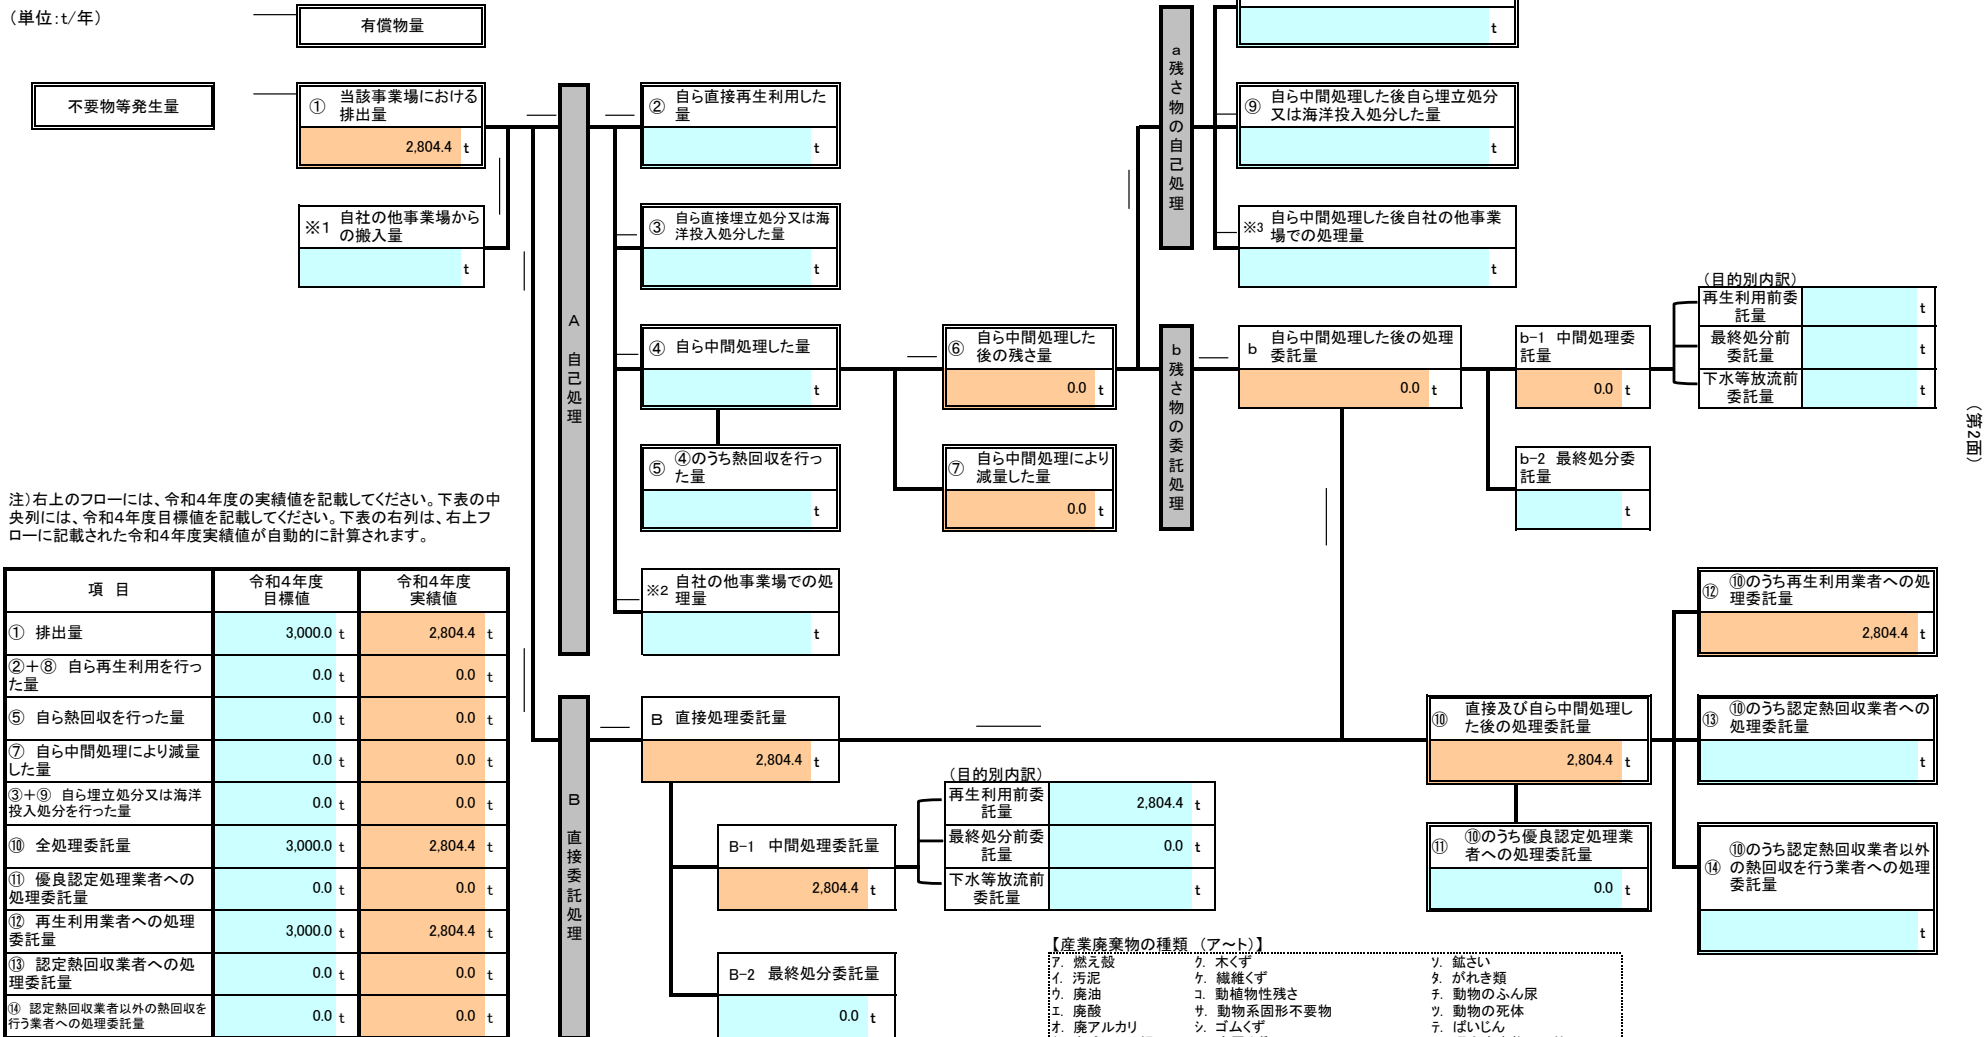 （単位：t/年）
有償物量
t
不要物等発生量
① 当該事業場における
排出量
2,804.4 t
※1 自社の他事業場から
の搬入量
t
A 自己処理
② 自ら直接再生利用した
量
t
③ 自ら直接埋立処分又は海
洋投入処分した量
t
④ 自ら中間処理した量
t
⑤ ④のうち熱回収を行っ
た量
t
※2 自社の他事業場での処
理量
t
⑥ 自ら中間処理した
後の残さ量
0.0 t
⑦ 自ら中間処理により
減量した量
0.0 t
a 残さ物の自己処理
⑨ 自ら中間処理した後自ら埋立処分
又は海洋投入処分した量
t
※3 自ら中間処理した後自社の他事業
場での処理量
t
b 残さ物の委託処理
b 自ら中間処理した後の処理
委託量
0.0 t
b-1 中間処理委
託量
0.0 t
b-2 最終処分委
託量
t
（目的別内訳）
再生利用前委
託量
t
最終処分前
委託量
t
下水等放流前
委託量
t
（第2面）
注）右上のフローには、令和4年度の実績値を記載してください。下表の中
央列には、令和4年度目標値を記載してください。下表の右列は、右上フ
ローに記載された令和4年度実績値が自動的に計算されます。
項 目 令和4年度
目標値 令和4年度
実績値
① 排出量 3,000.0 t 2,804.4 t
②＋⑧ 自ら再生利用を行っ
た量 0.0 t 0.0 t
⑤ 自ら熱回収を行った量 0.0 t 0.0 t
⑦ 自ら中間処理により減量
した量 0.0 t 0.0 t
③＋⑨ 自ら埋立処分又は海洋
投入処分を行った量 0.0 t 0.0 t
⑩ 全処理委託量 3,000.0 t 2,804.4 t
⑪ 優良認定処理業者への
処理委託量 0.0 t 0.0 t
⑫ 再生利用業者への処理
委託量 3,000.0 t 2,804.4 t
⑬ 認定熱回収業者への処
理委託量 0.0 t 0.0 t
⑭ 認定熱回収業者以外の熱回収を
行う業者への処理委託量 0.0 t 0.0 t
B 直接委託処理
B 直接処理委託量
2,804.4 t
B-1 中間処理委託量
2,804.4 t
B-2 最終処分委託量
0.0 t
（目的別内訳）
再生利用前委
託量
2,804.4 t
最終処分前委
託量
0.0 t
下水等放流前
委託量
t
⑩ 直接及び自ら中間処理し
た後の処理委託量
2,804.4 t
⑪ ⑩のうち優良認定処理業
者への処理委託量
0.0 t
⑫ ⑩のうち再生利用業者への処
理委託量
2,804.4 t
⑬ ⑩のうち認定熱回収業者への
処理委託量
t
⑭ ⑩のうち認定熱回収業者以外
の熱回収を行う業者への処理
委託量
t
【産業廃棄物の種類 （ア～ト）】
ア. 燃え殻 ク. 木くず ソ. 鉱さい
イ. 汚泥 ケ. 繊維くず タ. がれき類
ウ. 廃油 コ. 動植物性残さ チ. 動物のふん尿
エ. 廃酸 サ. 動物系固形不要物 ツ. 動物の死体
オ. 廃アルカリ シ. ゴムくず テ. ばいじん